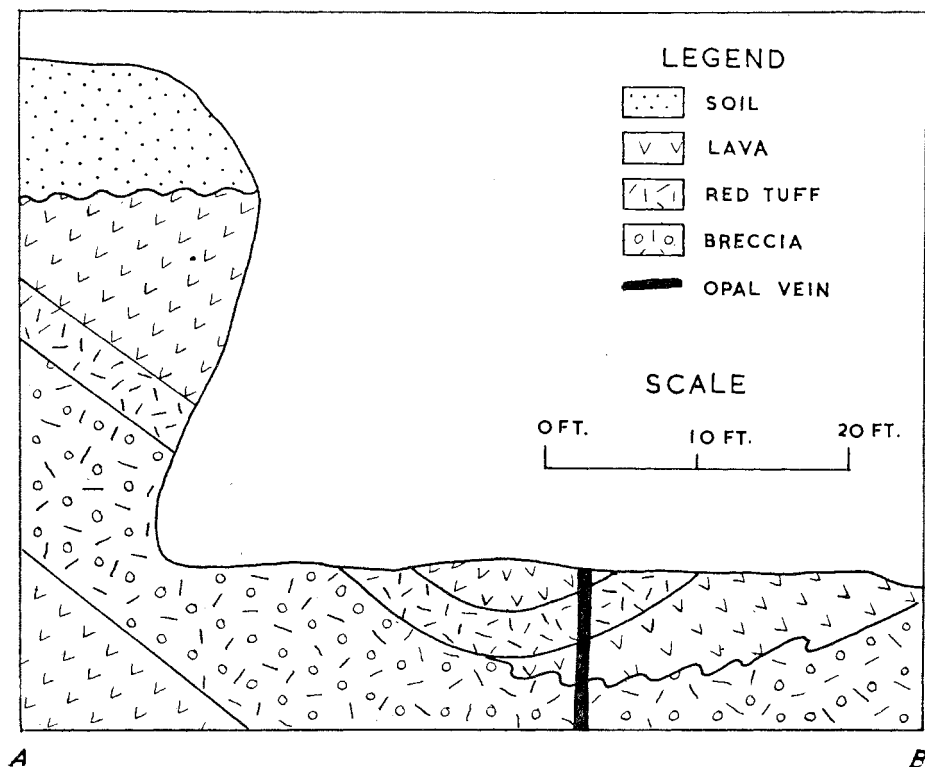 LEGEND
SOIL
LAVA
RED TUFF
BRECCIA
OPAL VEIN
SCALE
0 FT. 10 FT. 20 FT.
A B